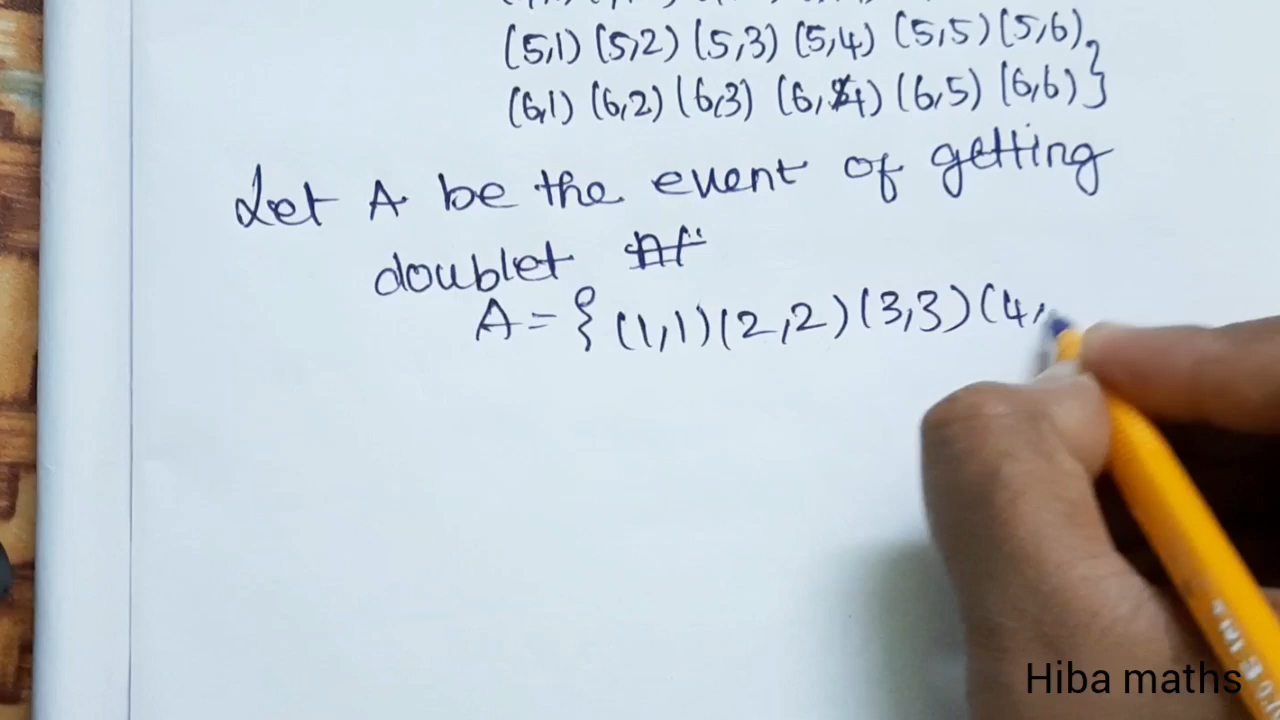 (5,1) (5,2) (5,3) (5,4) (5,5) (5,6)
(6,1) (6,2) (6,3) (6,4) (6,5) (6,6) }
Let A be the event of getting
doublet
A = { (1,1) (2,2) (3,3) (4,
Hiba maths